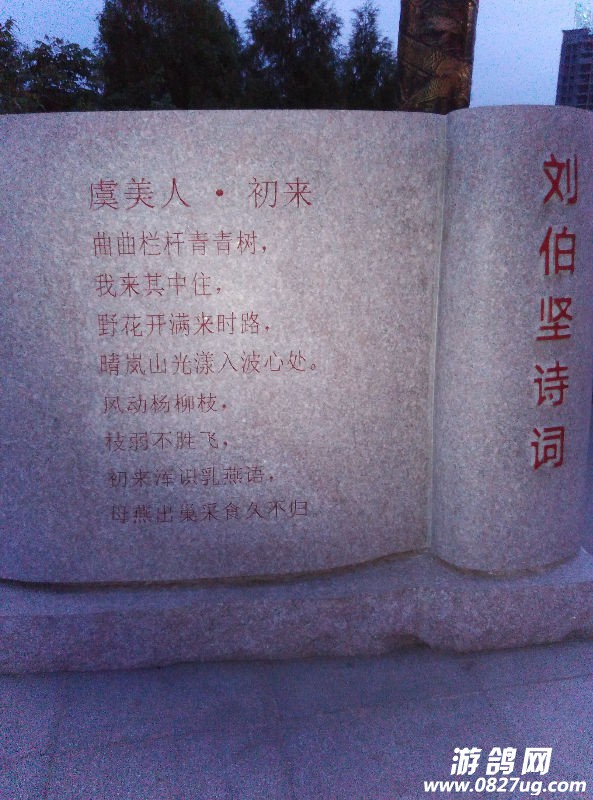 虞美人·初来
曲曲栏杆青青树，
我来其中住，
野花开满来时路，
晴岚山光漾入波心处。
风动杨柳枝，
枝弱不胜飞，
初来浑识乳燕语，
母燕出巢采食久不归
刘伯坚诗词
游鸽网
www.0827ug.com